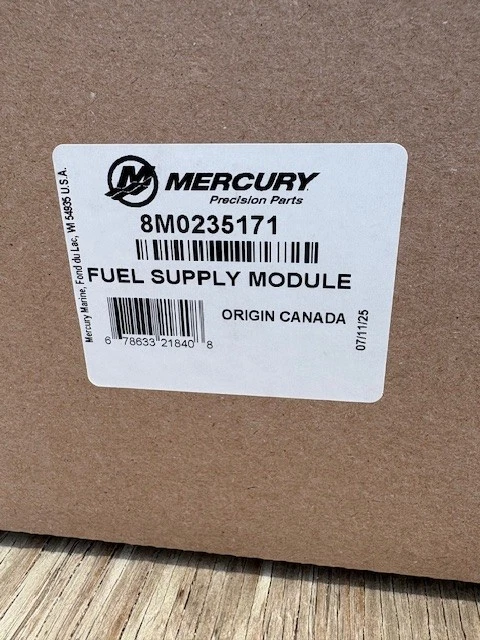 MERCURY
Precision Parts
8M0235171
FUEL SUPPLY MODULE
ORIGIN CANADA
6 78633 21840 8
07/11/25
Mercury Marine, Fond du Lac, WI 54935 U.S.A.